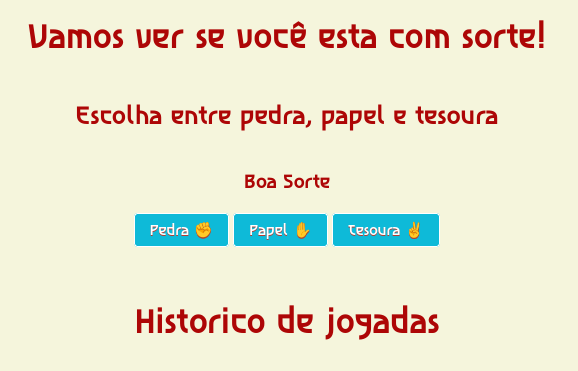 Vamos ver se você esta com sorte!
Escolha entre pedra, papel e tesoura
Boa Sorte
Pedra ✊ Papel ✋ Tesoura ✌
Historico de jogadas